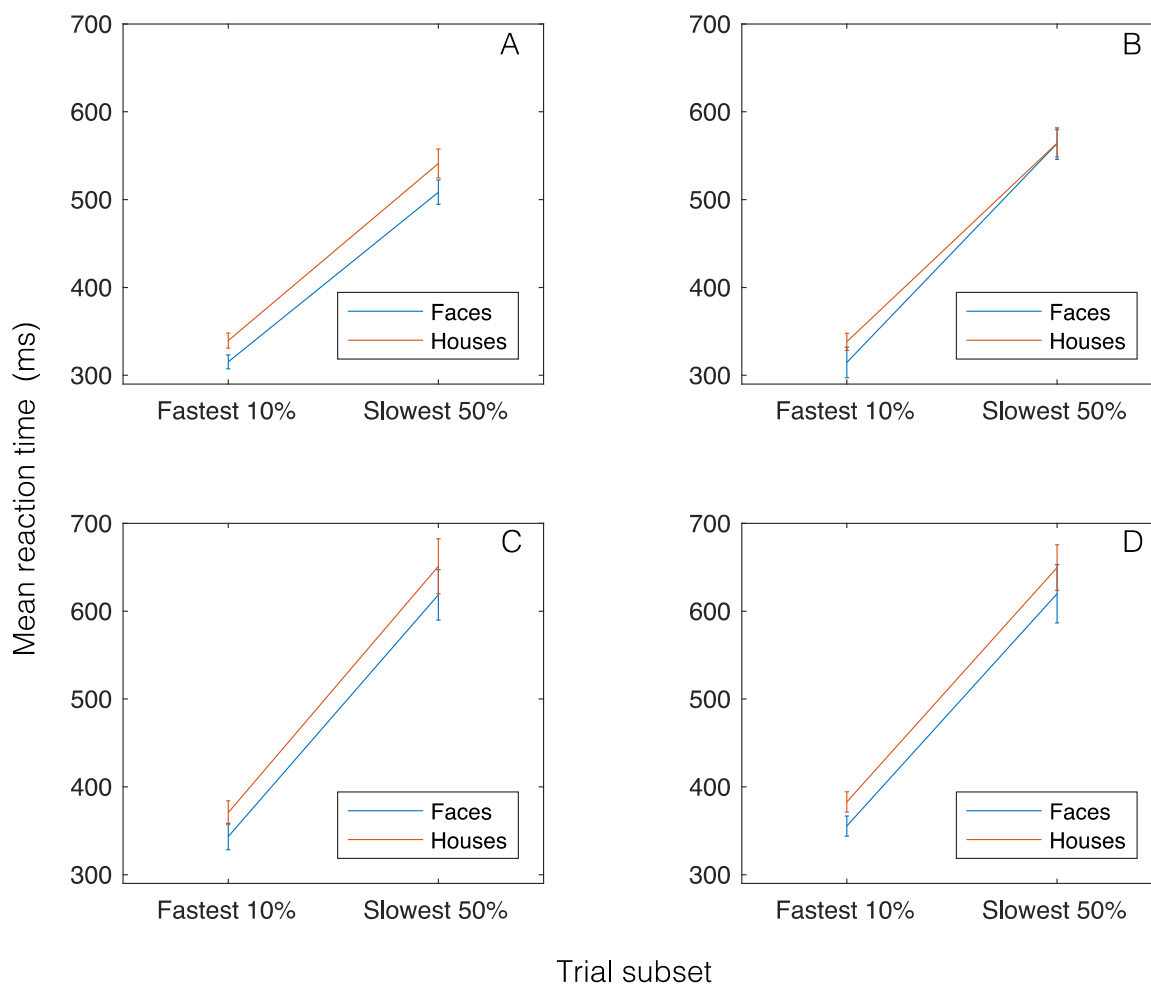 A
700
600
500
400
300
Faces
Houses
Fastest 10%
Slowest 50%
B
700
600
500
400
300
Faces
Houses
Fastest 10%
Slowest 50%
Mean reaction time (ms)
C
700
600
500
400
300
Faces
Houses
Fastest 10%
Slowest 50%
D
700
600
500
400
300
Faces
Houses
Fastest 10%
Slowest 50%
Trial subset